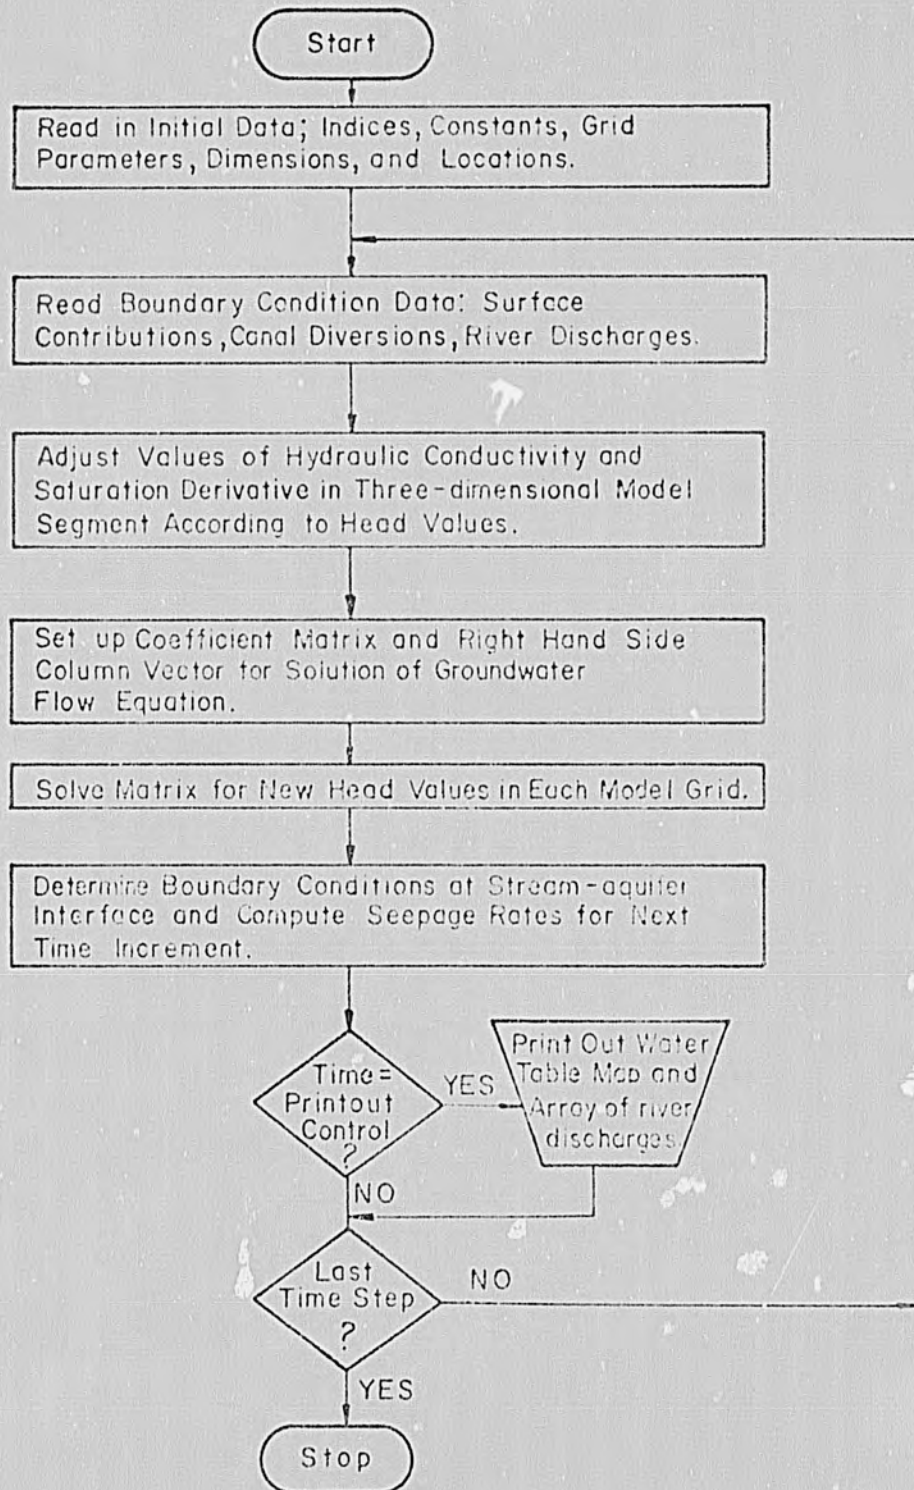 Start
Read in Initial Data; Indices, Constants, Grid
Parameters, Dimensions, and Locations.
Read Boundary Condition Data: Surface
Contributions, Canal Diversions, River Discharges.
Adjust Values of Hydraulic Conductivity and
Saturation Derivative in Three-dimensional Model
Segment According to Head Values.
Set up Coefficient Matrix and Right Hand Side
Column Vector for Solution of Groundwater
Flow Equation.
Solve Matrix for New Head Values in Each Model Grid.
Determine Boundary Conditions at Stream-aquifer
Interface and Compute Seepage Rates for Next
Time Increment.
Time=
Printout
Control
?
YES
Print Out Water
Table Map and
Array of river
discharges.
NO
Last
Time Step
?
NO
YES
Stop